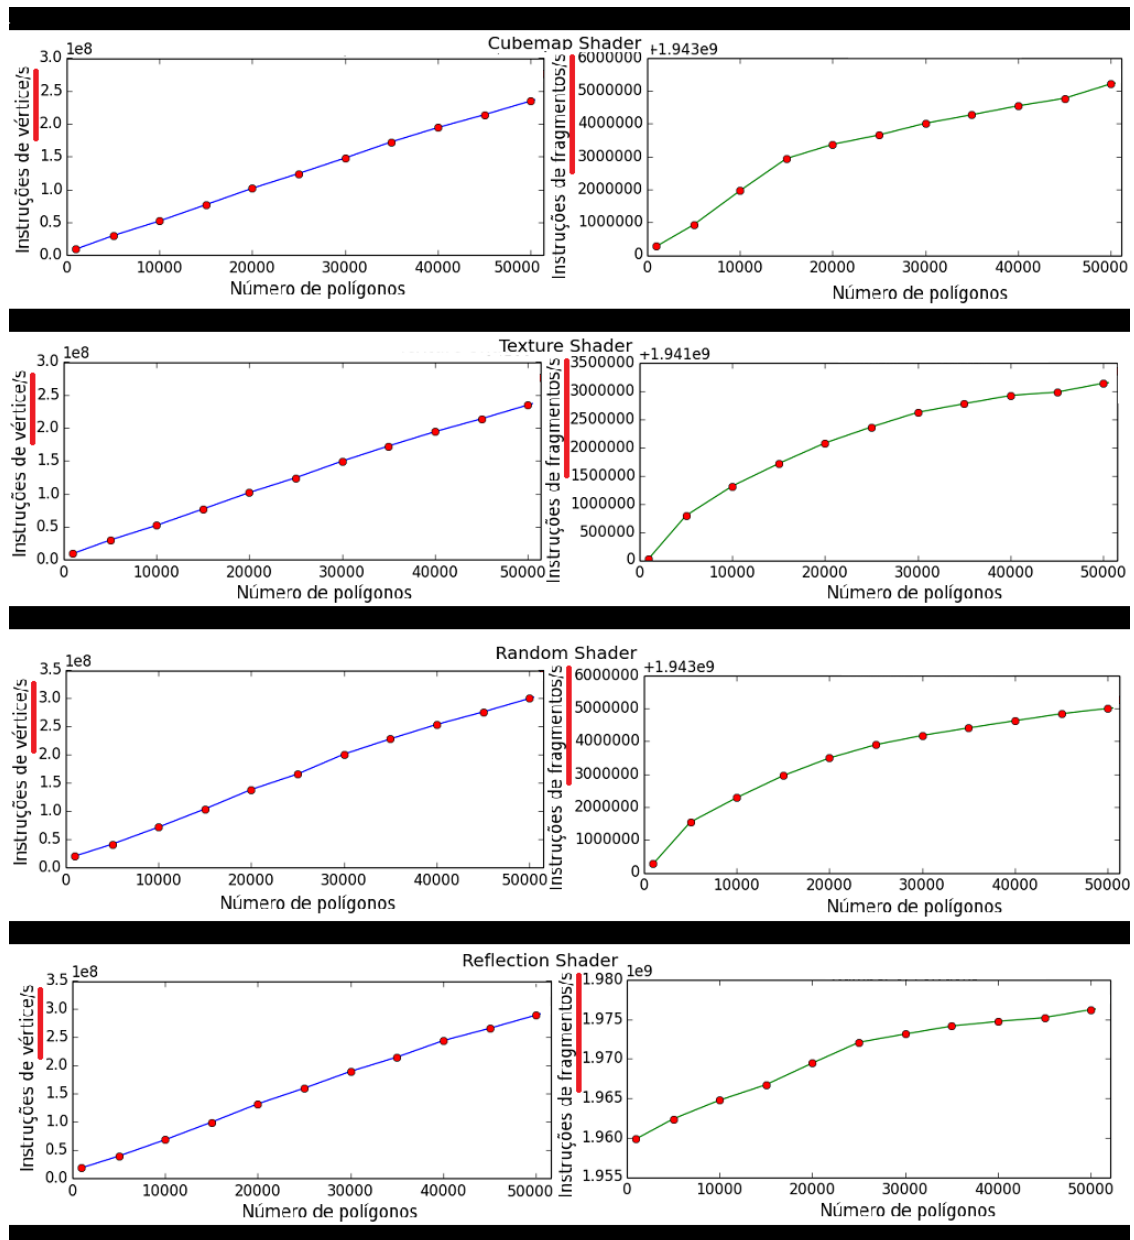 Cubemap Shader
1e8
3.0
2.5
2.0
1.5
1.0
0.5
0.0
Instruções de vértice/s
0 10000 20000 30000 40000 50000
Número de polígonos
+1.943e9
6000000
5000000
4000000
3000000
2000000
1000000
0
Instruções de fragmentos/s
0 10000 20000 30000 40000 50000
Número de polígonos
Texture Shader
1e8
3.0
2.5
2.0
1.5
1.0
0.5
0.0
Instruções de vértice/s
0 10000 20000 30000 40000 50000
Número de polígonos
+1.941e9
3500000
3000000
2500000
2000000
1500000
1000000
500000
0
Instruções de fragmentos/s
0 10000 20000 30000 40000 50000
Número de polígonos
Random Shader
1e8
3.5
3.0
2.5
2.0
1.5
1.0
0.5
0.0
Instruções de vértice/s
0 10000 20000 30000 40000 50000
Número de polígonos
+1.943e9
6000000
5000000
4000000
3000000
2000000
1000000
0
Instruções de fragmentos/s
0 10000 20000 30000 40000 50000
Número de polígonos
Reflection Shader
1e8
3.5
3.0
2.5
2.0
1.5
1.0
0.5
0.0
Instruções de vértice/s
0 10000 20000 30000 40000 50000
Número de polígonos
1e9
1.980
1.975
1.970
1.965
1.960
1.955
Instruções de fragmentos/s
0 10000 20000 30000 40000 50000
Número de polígonos